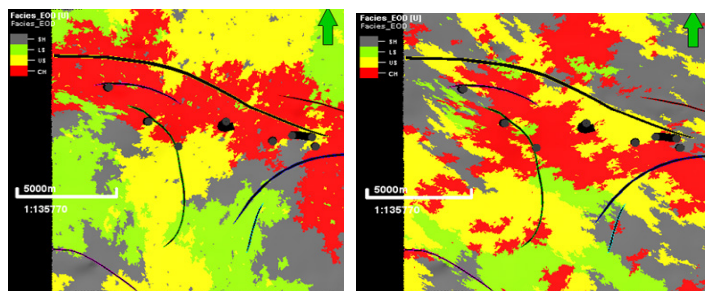 Facies_EOD [U]
Facies_EOD
SH
LS
US
CH
5000m
1:135770
Facies_EOD [U]
Facies_EOD
SH
LS
US
CH
5000m
1:135770